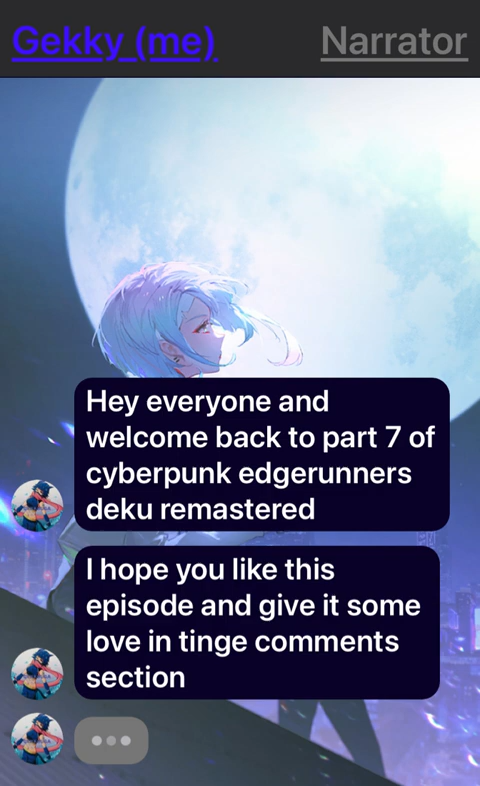 Gekky (me) Narrator
Hey everyone and
welcome back to part 7 of
cyberpunk edgerunners
deku remastered
I hope you like this
episode and give it some
love in tinge comments
section